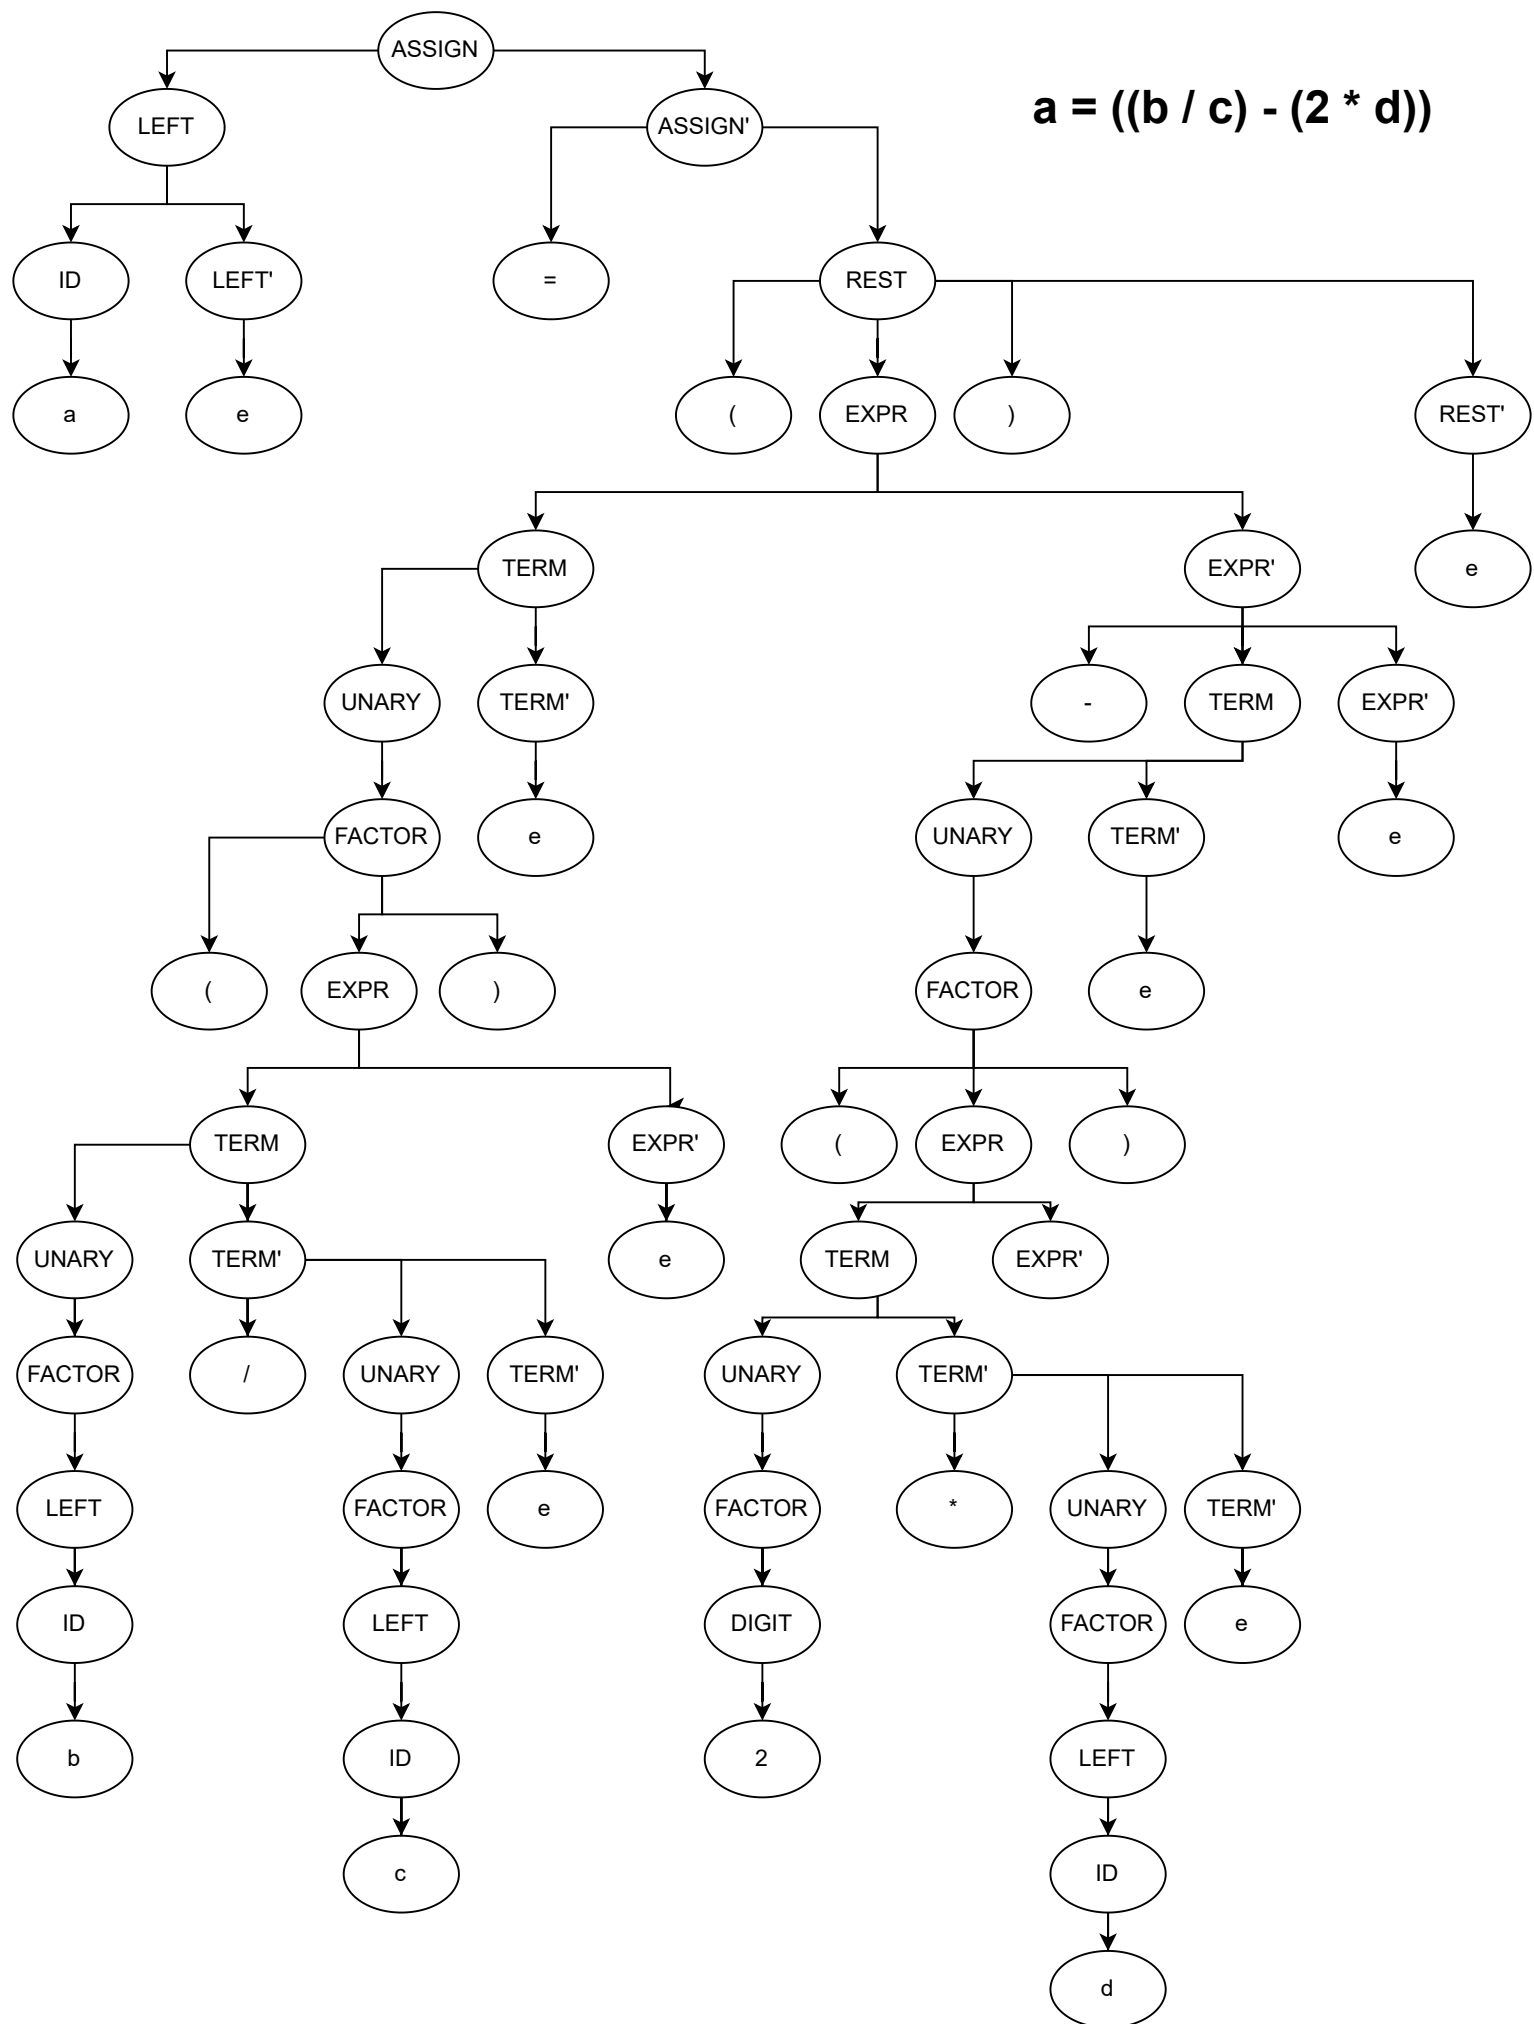 ASSIGN
a = ((b / c) - (2 * d))
LEFT ASSIGN'
ID LEFT' = REST
a e ( EXPR ) REST'
TERM EXPR' e
UNARY TERM' - TERM EXPR'
FACTOR e UNARY TERM' e
( EXPR ) FACTOR e
TERM EXPR' ( EXPR )
UNARY TERM' e TERM EXPR'
FACTOR / UNARY TERM' UNARY TERM'
LEFT FACTOR e FACTOR * UNARY TERM'
ID LEFT DIGIT FACTOR e
b ID 2 LEFT
c ID
d